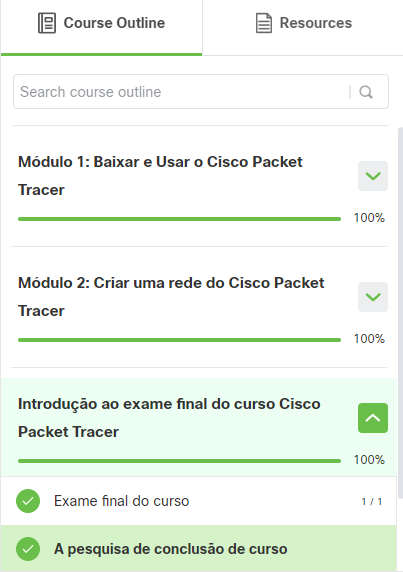 Course Outline
Resources
Search course outline
Módulo 1: Baixar e Usar o Cisco Packet
Tracer
100%
Módulo 2: Criar uma rede do Cisco Packet
Tracer
100%
Introdução ao exame final do curso Cisco
Packet Tracer
100%
Exame final do curso 1 / 1
A pesquisa de conclusão de curso